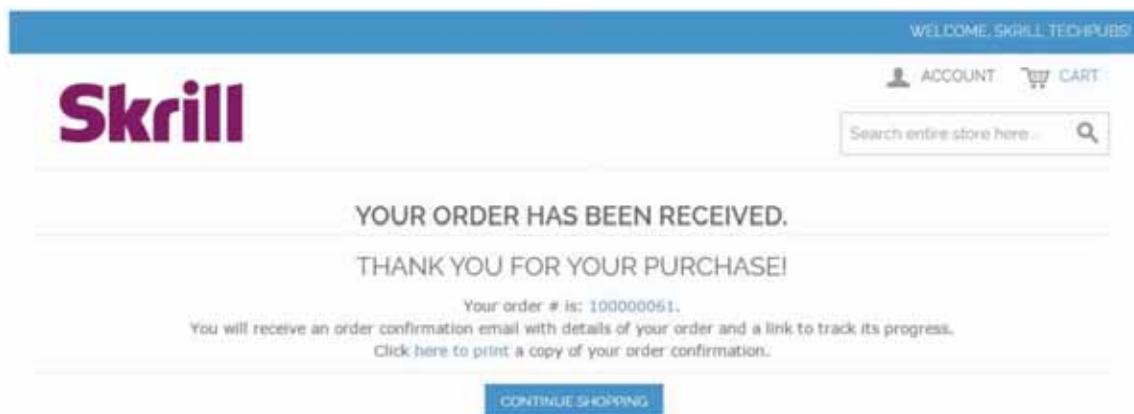 WELCOME, SKRILL TECHPUBS!
Skrill
ACCOUNT CART
Search entire store here...
YOUR ORDER HAS BEEN RECEIVED.
THANK YOU FOR YOUR PURCHASE!
Your order # is: 100000061.
You will receive an order confirmation email with details of your order and a link to track its progress.
Click here to print a copy of your order confirmation.
CONTINUE SHOPPING